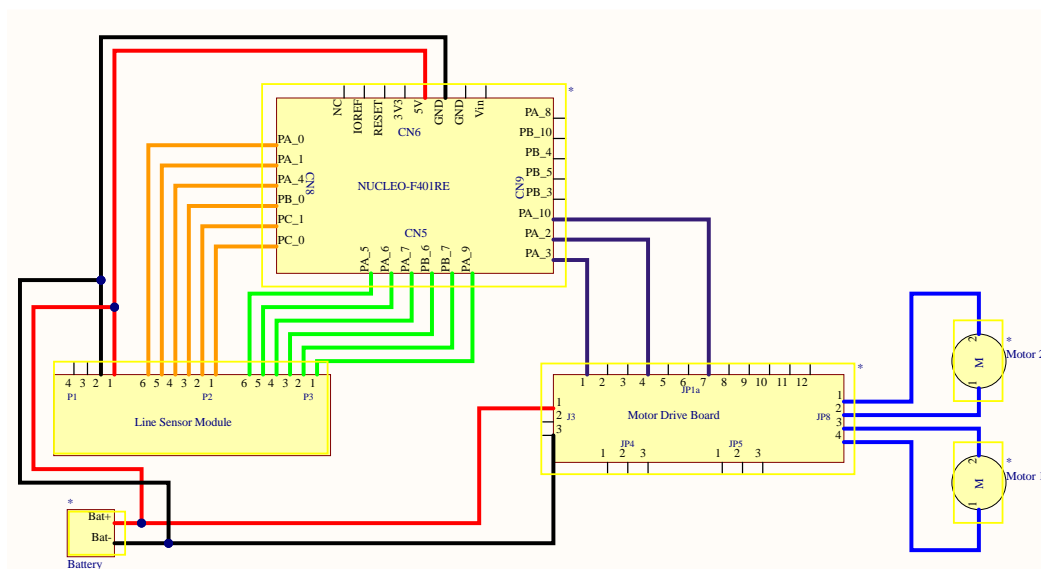 NC
IOREF
RESET
3V3
5V
GND
GND
Vin
*
CN6
PA_8
PB_10
PB_4
PB_5
PB_3
PA_10
PA_2
PA_3
CN9
PA_0
PA_1
PA_4
PB_0
PC_1
PC_0
CN8
NUCLEO-F401RE
CN5
PA_5
PA_6
PA_7
PB_6
PB_7
PA_9
4 3 2 1
P1
6 5 4 3 2 1
P2
6 5 4 3 2 1
P3
Line Sensor Module
*
1 2 3 4 5 6 7 8 9 10 11 12
JP1a
1
2
3
J3
Motor Drive Board
1
2
3
4
JP8
JP4
1 2 3
JP5
1 2 3
2
M
1
*
Motor 2
2
M
1
*
Motor 1
*
Bat+
Bat-
Battery